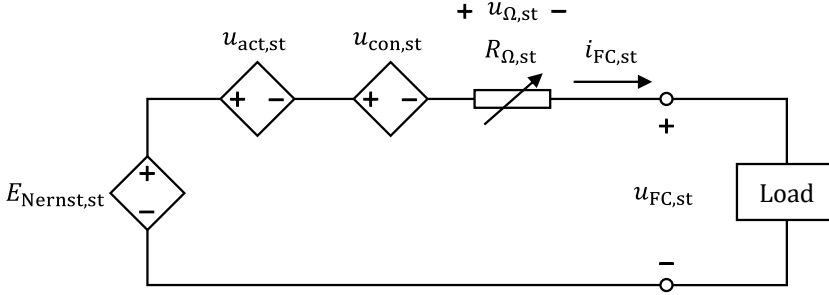 + u_Ω,st −
u_act,st
u_con,st
R_Ω,st
i_FC,st
+ −
+ −
+
E_Nernst,st
+
−
u_FC,st
Load
−